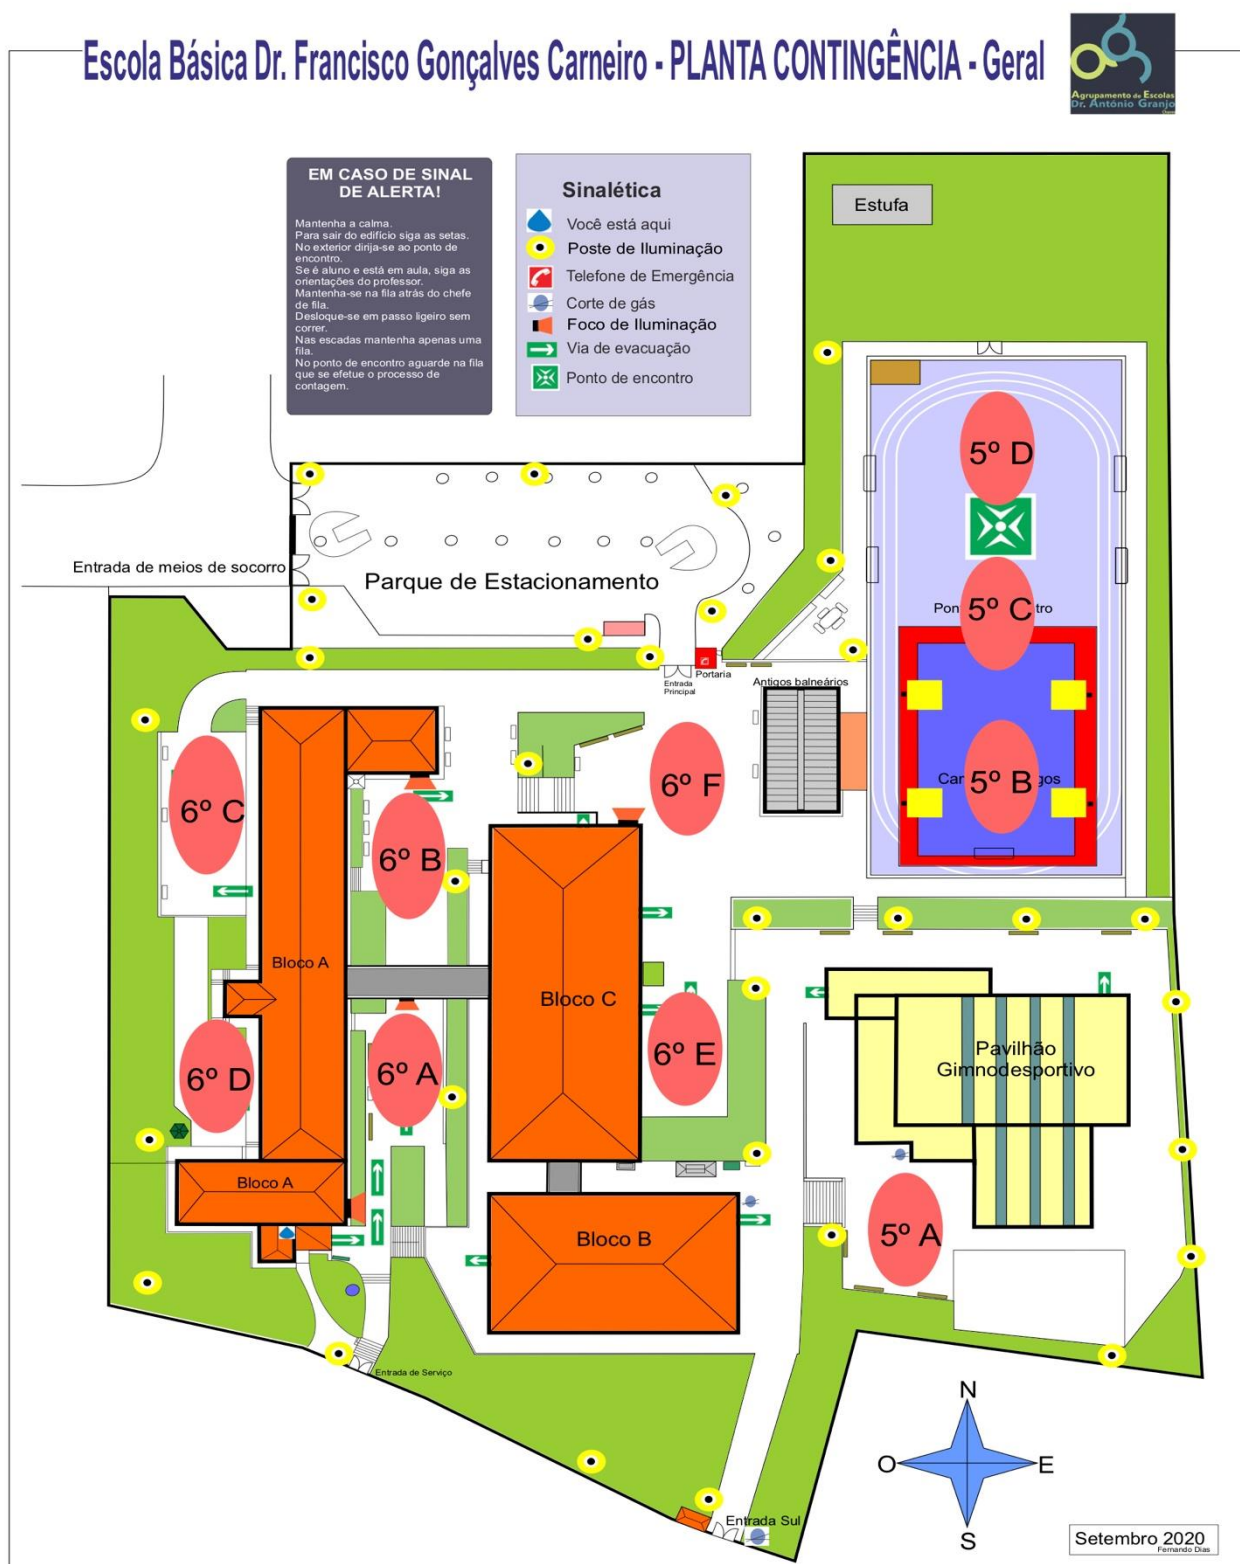 Escola Básica Dr. Francisco Gonçalves Carneiro - PLANTA CONTINGÊNCIA - Geral
Agrupamento de Escolas
Dr. António Granjo
EM CASO DE SINAL
DE ALERTA!
Mantenha a calma.
Para sair do edifício siga as setas.
No exterior dirija-se ao ponto de
encontro.
Se é aluno e está em aula, siga as
orientações do professor.
Mantenha-se na fila atrás do chefe
de fila.
Desloque-se em passo ligeiro sem
correr.
Nas escadas mantenha apenas uma
fila.
No ponto de encontro aguarde na fila
que se efetue o processo de
contagem.
Sinalética
Você está aqui
Poste de Iluminação
Telefone de Emergência
Corte de gás
Foco de Iluminação
Via de evacuação
Ponto de encontro
Estufa
5º D
Entrada de meios de socorro
Parque de Estacionamento
5º C
Portaria
Entrada
Principal
Antigos balneários
6º C
6º B
6º F
5º B
Bloco A
Bloco C
6º D
6º A
6º E
Pavilhão
Gimnodesportivo
Bloco A
Bloco B
5º A
Entrada de Serviço
N
O
E
S
Entrada Sul
Setembro 2020
Fernando Dias